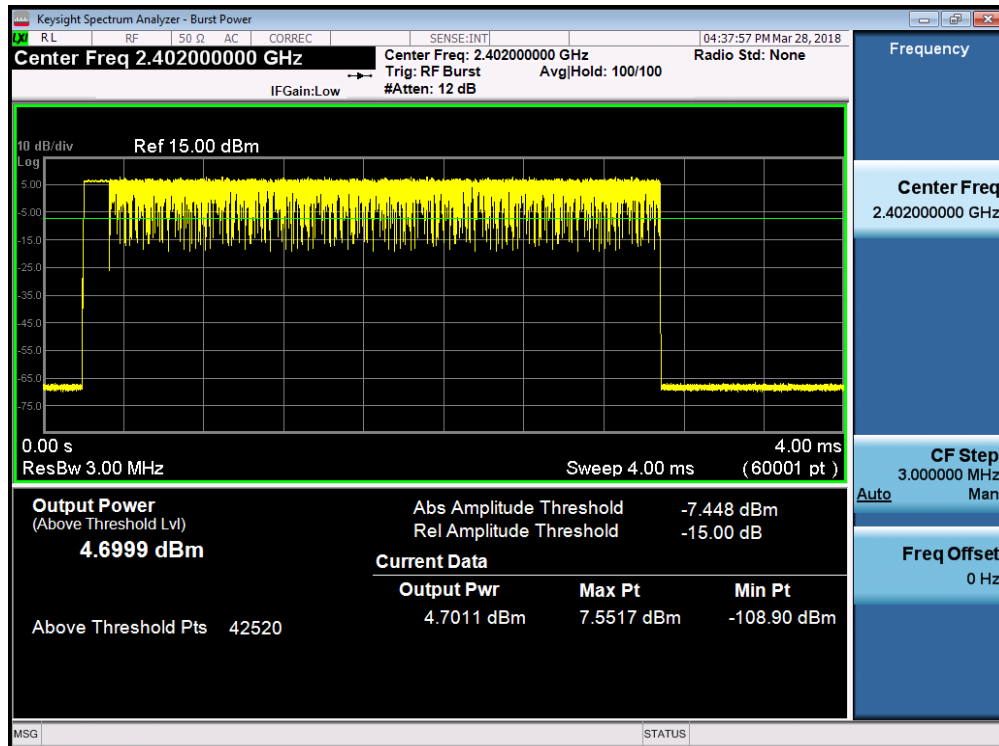 Keysight Spectrum Analyzer - Burst Power
LXI RL RF 50 Ω AC CORREC SENSE:INT 04:37:57 PM Mar 28, 2018
Center Freq 2.402000000 GHz
Center Freq: 2.402000000 GHz Radio Std: None
Trig: RF Burst Avg|Hold: 100/100
IFGain:Low #Atten: 12 dB
10 dB/div Ref 15.00 dBm
Log
5.00
-5.00
-15.0
-25.0
-35.0
-45.0
-55.0
-65.0
-75.0
0.00 s 4.00 ms
ResBw 3.00 MHz Sweep 4.00 ms (60001 pt )
Output Power
(Above Threshold Lvl)
4.6999 dBm
Above Threshold Pts 42520
Abs Amplitude Threshold -7.448 dBm
Rel Amplitude Threshold -15.00 dB
Current Data
Output Pwr Max Pt Min Pt
4.7011 dBm 7.5517 dBm -108.90 dBm
Frequency
Center Freq
2.402000000 GHz
CF Step
3.000000 MHz
Auto Man
Freq Offset
0 Hz
MSG STATUS